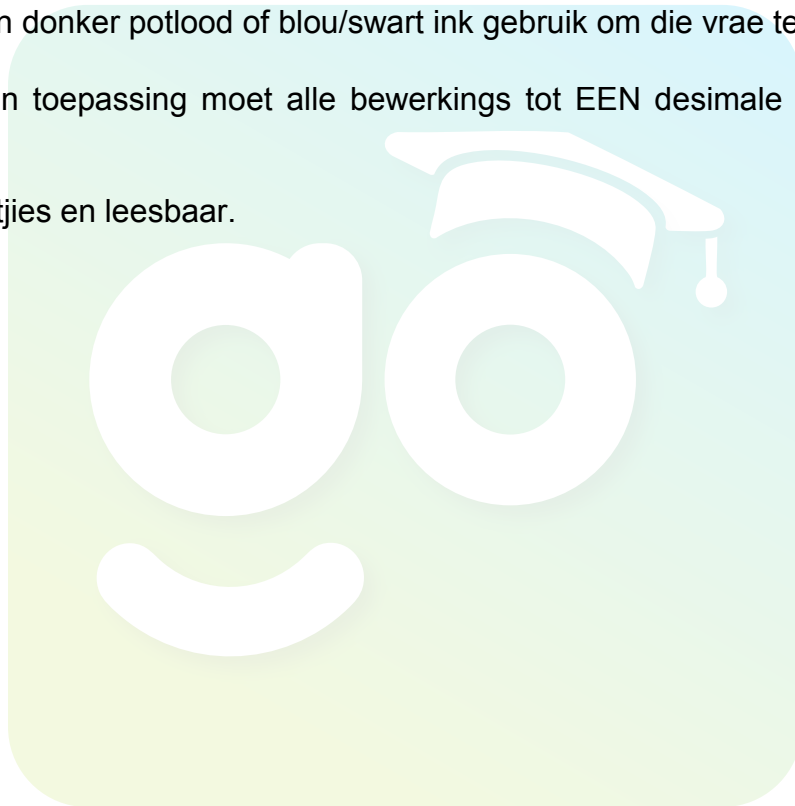 donker potlood of blou/swart ink gebruik om die vrae te
toepassing moet alle bewerkings tot EEN desimale
en leesbaar.
go